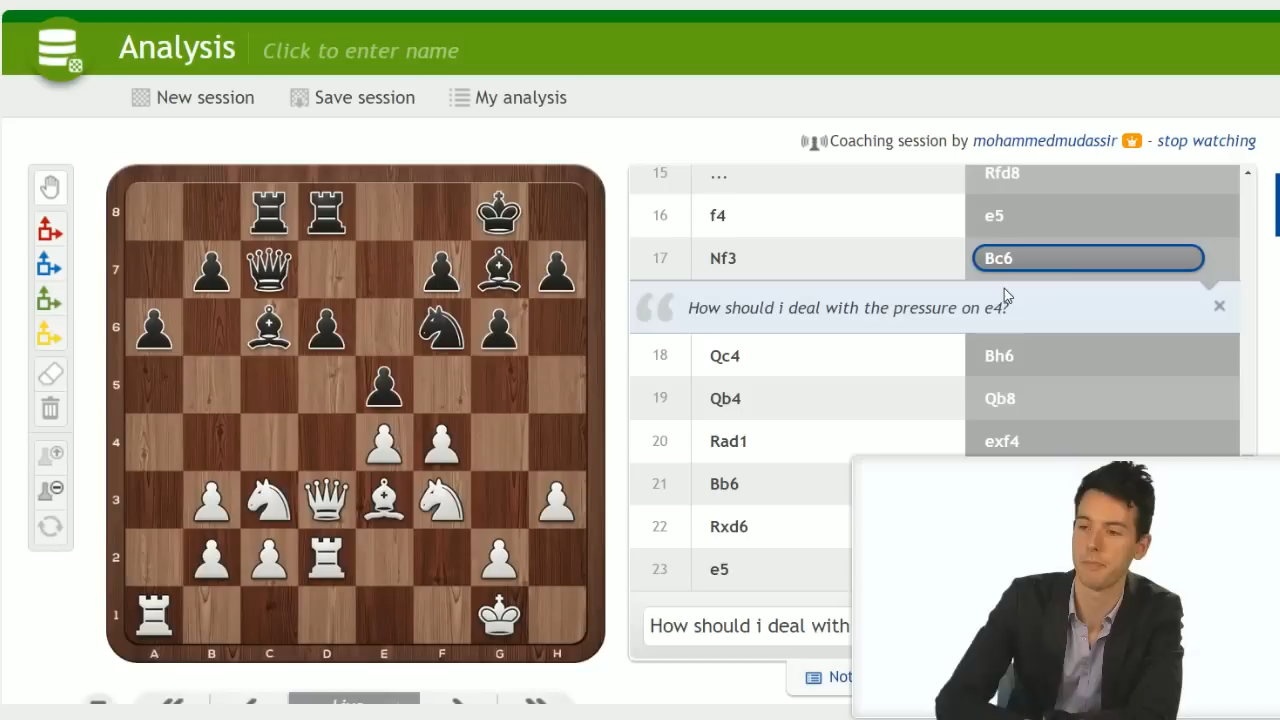 Analysis
Click to enter name
New session
Save session
My analysis
Coaching session by mohammedmudassir - stop watching
15 ... Rfd8
16 f4 e5
17 Nf3 Bc6
How should i deal with the pressure on e4?
18 Qc4 Bh6
19 Qb4 Qb8
20 Rad1 exf4
21 Bb6
22 Rxd6
23 e5
How should i deal with
Not
8
7
6
5
4
3
2
1
A B C D E F G H
Live